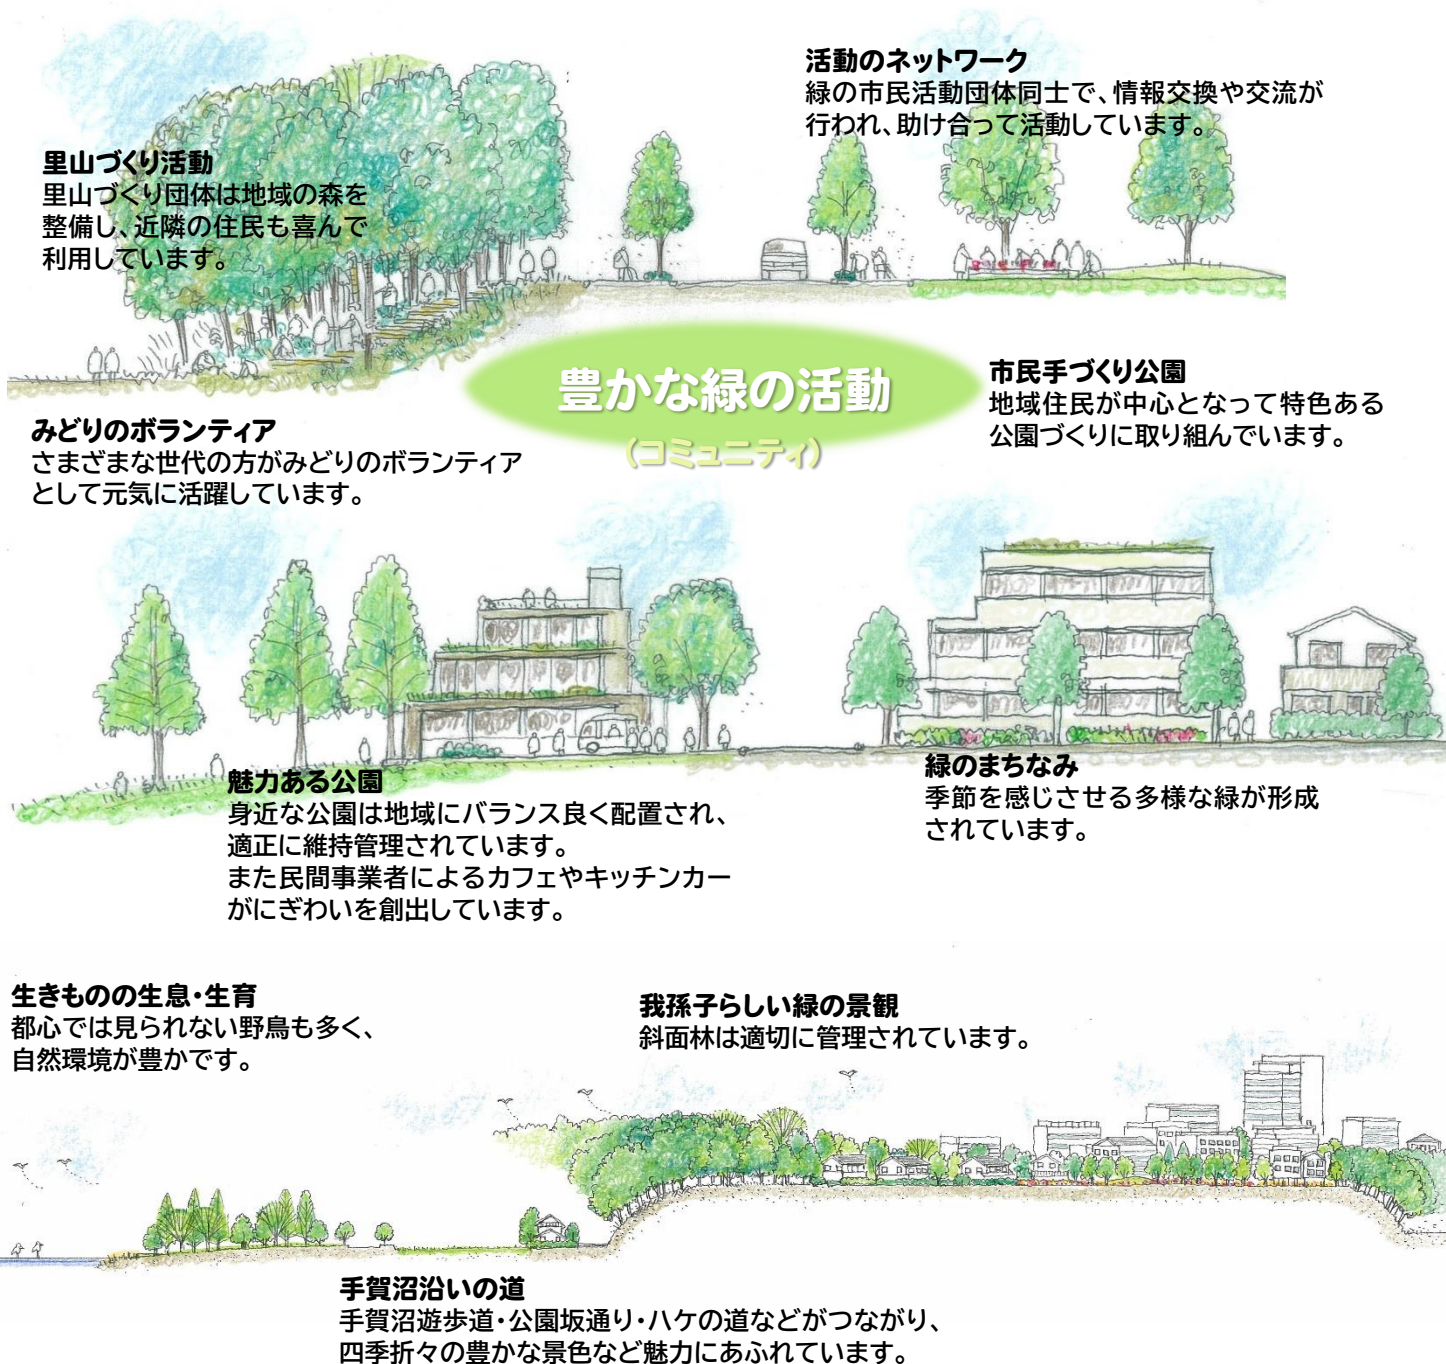 活動のネットワーク
緑の市民活動団体同士で、情報交換や交流が
行われ、助け合って活動しています。
里山づくり活動
里山づくり団体は地域の森を
整備し、近隣の住民も喜んで
利用しています。
豊かな緑の活動
(コミュニティ)
市民手づくり公園
地域住民が中心となって特色ある
公園づくりに取り組んでいます。
みどりのボランティア
さまざまな世代の方がみどりのボランティア
として元気に活躍しています。
魅力ある公園
身近な公園は地域にバランス良く配置され、
適正に維持管理されています。
また民間事業者によるカフェやキッチンカー
がにぎわいを創出しています。
緑のまちなみ
季節を感じさせる多様な緑が形成
されています。
生きものの生息・生育
都心では見られない野鳥も多く、
自然環境が豊かです。
我孫子らしい緑の景観
斜面林は適切に管理されています。
手賀沼沿いの道
手賀沼遊歩道・公園坂通り・ハケの道などがつながり、
四季折々の豊かな景色など魅力にあふれています。